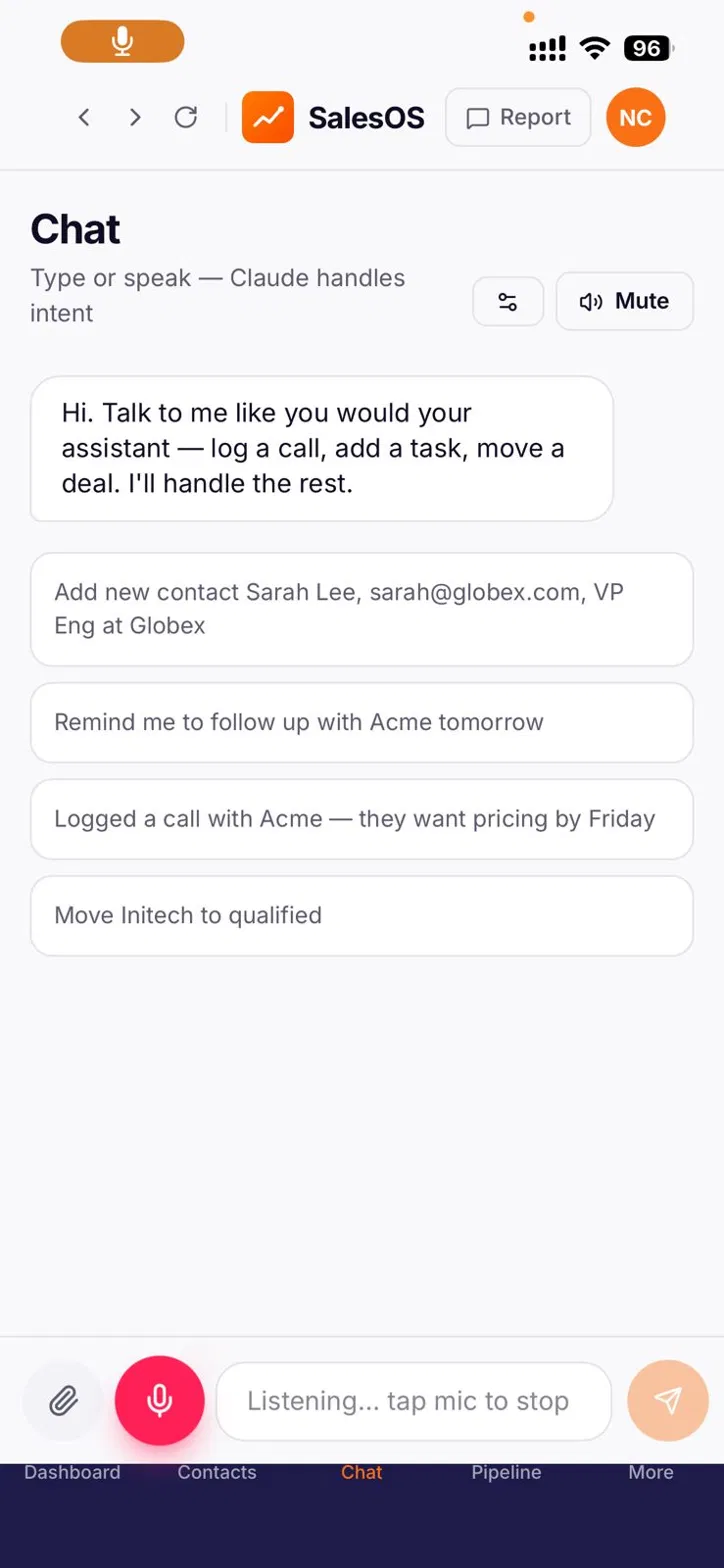 96
SalesOS
Report
NC
Chat
Type or speak — Claude handles
intent
Mute
Hi. Talk to me like you would your
assistant — log a call, add a task, move a
deal. I'll handle the rest.
Add new contact Sarah Lee, sarah@globex.com, VP
Eng at Globex
Remind me to follow up with Acme tomorrow
Logged a call with Acme — they want pricing by Friday
Move Initech to qualified
Listening... tap mic to stop
Dashboard
Contacts
Chat
Pipeline
More